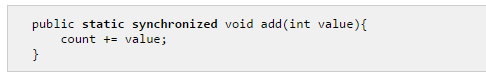 public static synchronized void add(int value){
count += value;
}